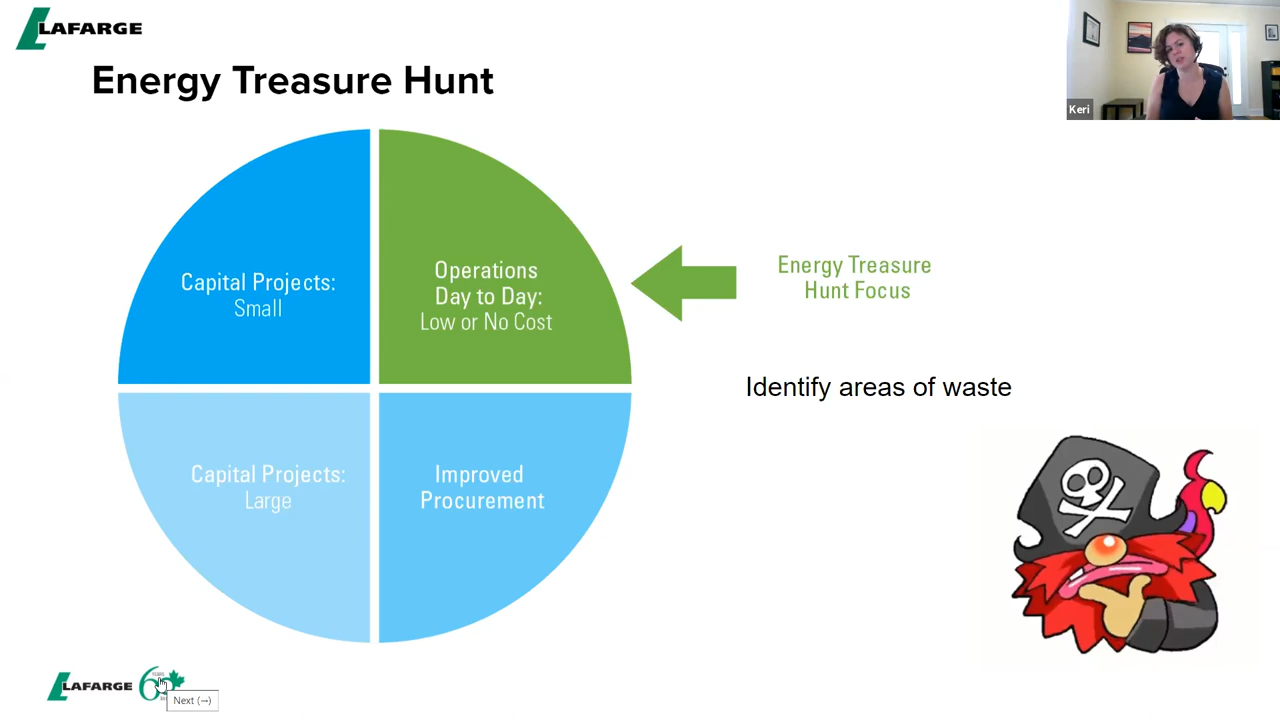 LAFARGE
Energy Treasure Hunt
Keri
Capital Projects:
Small
Operations
Day to Day:
Low or No Cost
Energy Treasure
Hunt Focus
Identify areas of waste
Capital Projects:
Large
Improved
Procurement
LAFARGE
Next (→)